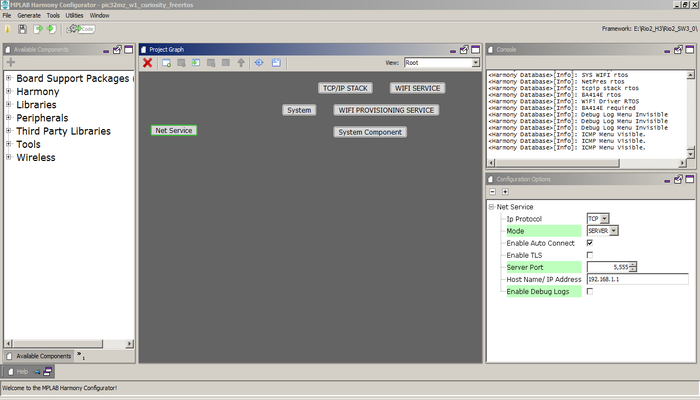 MPLAB Harmony Configurator - pic32mz_w1_curiosity_freertos
File Generate Tools Utilities Window
Code
Framework: E:\Rio2_H3\Rio2_SW3_0\
Available Components
Board Support Packages (
Harmony
Libraries
Peripherals
Third Party Libraries
Tools
Wireless
Available Components
»1
Project Graph
View: Root
TCP/IP STACK WIFI SERVICE
System WIFI PROVISIONING SERVICE
Net Service System Component
Console
<Harmony Database>[Info]: SYS WIFI rtos
<Harmony Database>[Info]: NetPres rtos
<Harmony Database>[Info]: tcpip stack rtos
<Harmony Database>[Info]: BA414E rtos
<Harmony Database>[Info]: WiFi Driver RTOS
<Harmony Database>[Info]: BA414E required
<Harmony Database>[Info]: Debug Log Menu Invisible
<Harmony Database>[Info]: Debug Log Menu Invisible
<Harmony Database>[Info]: Debug Log Menu Invisible
<Harmony Database>[Info]: ICMP Menu Visible.
<Harmony Database>[Info]: ICMP Menu Visible.
<Harmony Database>[Info]: ICMP Menu Visible.
Configuration Options
Net Service
Ip Protocol TCP
Mode SERVER
Enable Auto Connect
Enable TLS
Server Port 5,555
Host Name/ IP Address 192.168.1.1
Enable Debug Logs
Help
Welcome to the MPLAB Harmony Configurator!